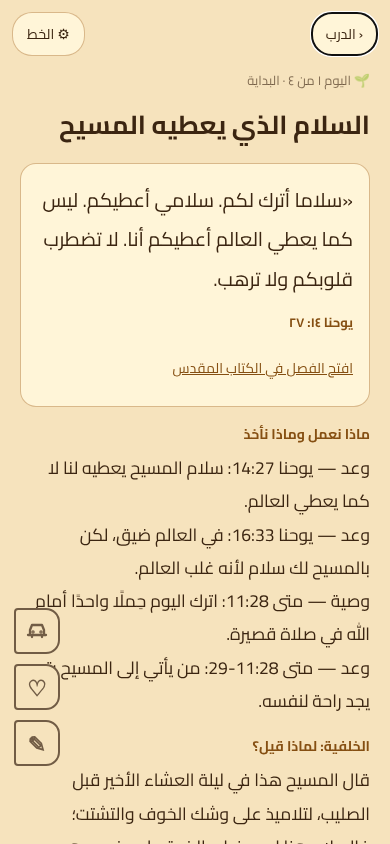 ‹ الدرب
⚙ الخط
🌱 اليوم ١ من ٤ · البداية
السلام الذي يعطيه المسيح
«سلاما أترك لكم. سلامي أعطيكم. ليس
كما يعطي العالم أعطيكم أنا. لا تضطرب
قلوبكم ولا ترهب.
يوحنا ١٤: ٢٧
افتح الفصل في الكتاب المقدس
ماذا نعمل وماذا نأخذ
وعد — يوحنا 14:27: سلام المسيح يعطيه لنا لا
كما يعطي العالم.
وعد — يوحنا 16:33: في العالم ضيق، لكن
بالمسيح لك سلام لأنه غلب العالم.
وصية — متى 11:28: اترك اليوم حملًا واحدًا أمام
الله في صلاة قصيرة.
وعد — متى 11:28-29: من يأتي إلى المسيح
يجد راحة لنفسه.
الخلفية: لماذا قيل؟
قال المسيح هذا في ليلة العشاء الأخير قبل
الصليب، لتلاميذ على وشك الخوف والتشتت؛